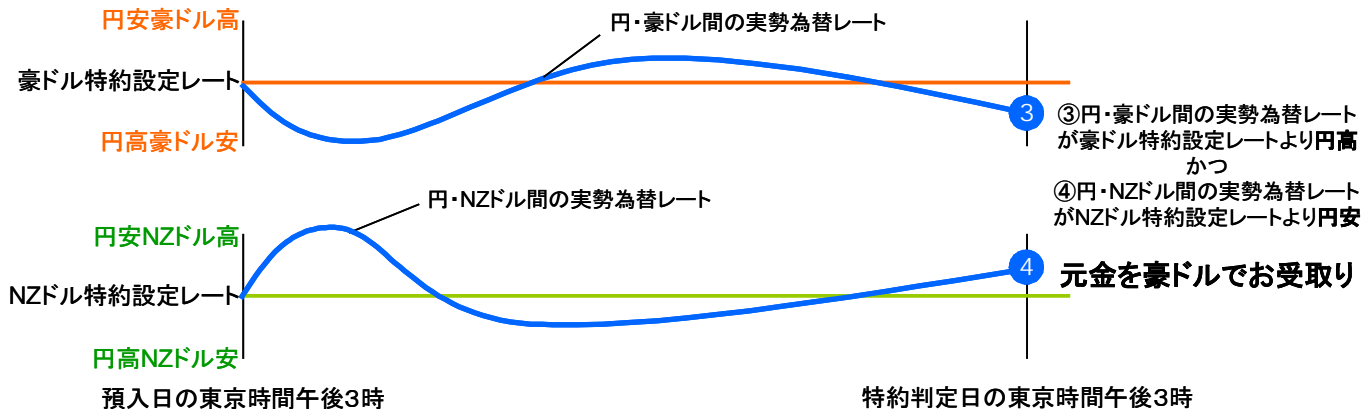 円安豪ドル高
円・豪ドル間の実勢為替レート
豪ドル特約設定レート
円高豪ドル安
3
③円・豪ドル間の実勢為替レート
が豪ドル特約設定レートより円高
かつ
④円・NZドル間の実勢為替レート
がNZドル特約設定レートより円安
円・NZドル間の実勢為替レート
円安NZドル高
4
元金を豪ドルでお受取り
NZドル特約設定レート
円高NZドル安
預入日の東京時間午後3時
特約判定日の東京時間午後3時